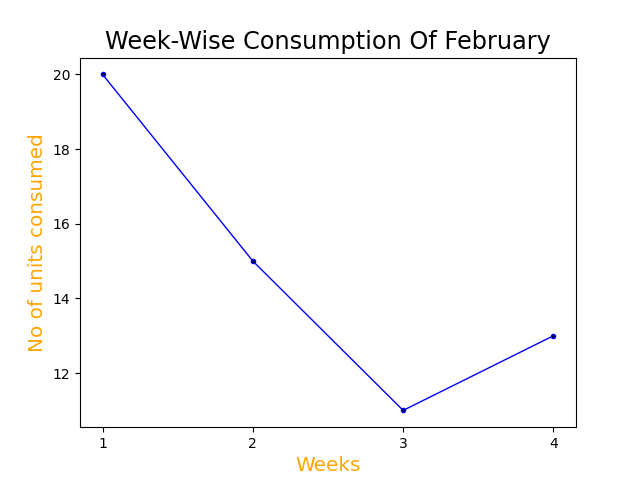 Week-Wise Consumption Of February
No of units consumed
20
18
16
14
12
1 2 3 4
Weeks